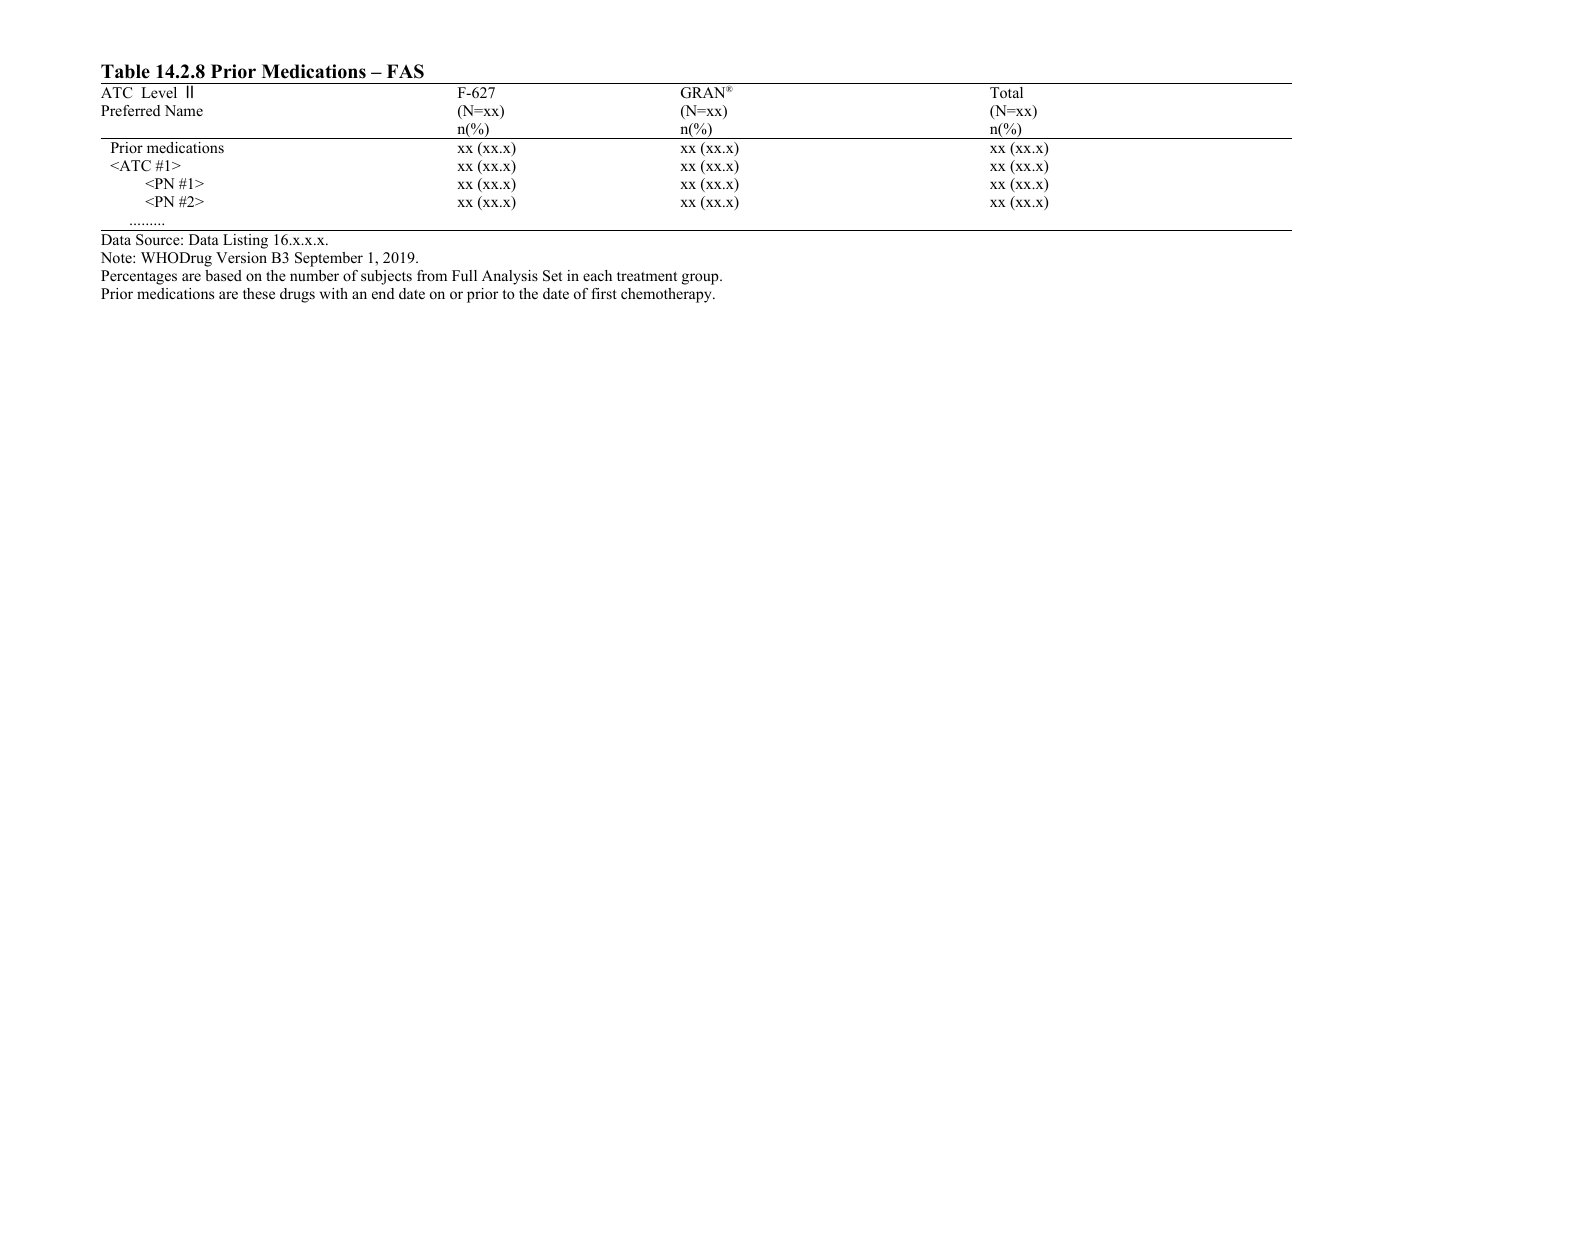 Table 14.2.8 Prior Medications – FAS
ATC Level Ⅱ F-627 GRAN® Total
Preferred Name (N=xx) (N=xx) (N=xx)
n(%) n(%) n(%)
Prior medications xx (xx.x) xx (xx.x) xx (xx.x)
<ATC #1> xx (xx.x) xx (xx.x) xx (xx.x)
<PN #1> xx (xx.x) xx (xx.x) xx (xx.x)
<PN #2> xx (xx.x) xx (xx.x) xx (xx.x)
.........
Data Source: Data Listing 16.x.x.x.
Note: WHODrug Version B3 September 1, 2019.
Percentages are based on the number of subjects from Full Analysis Set in each treatment group.
Prior medications are these drugs with an end date on or prior to the date of first chemotherapy.